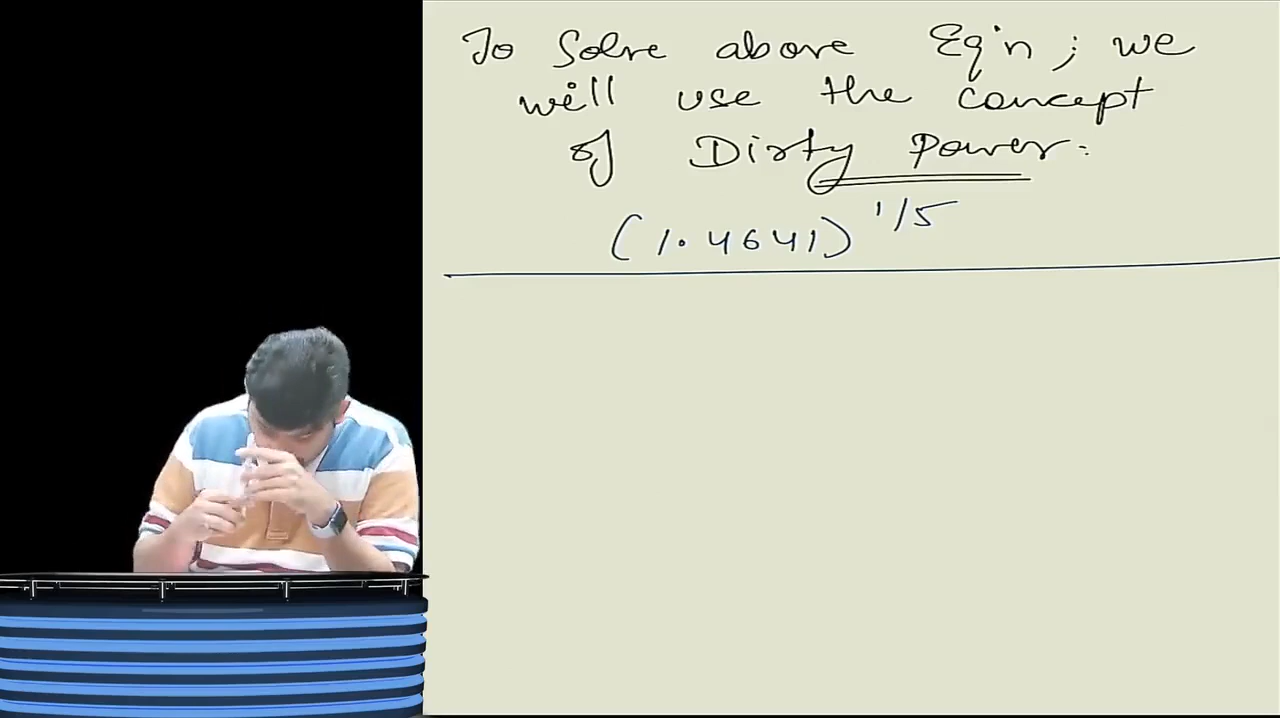 To Solve above Eq'n ; we
will use the concept
of Dirty Power:
(1.4641)^1/5